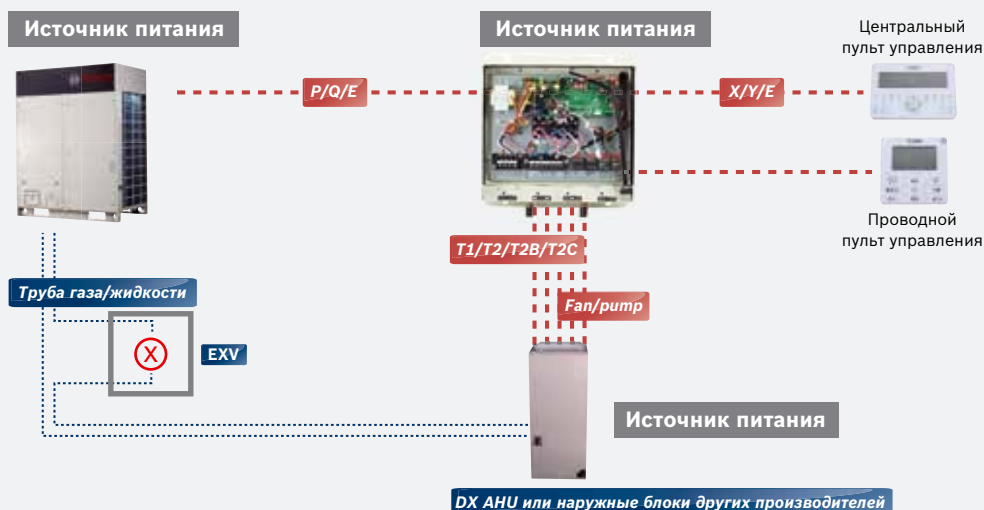 Источник питания
Источник питания
Центральный
пульт управления
P/Q/E
X/Y/E
Проводной
пульт управления
T1/T2/T2B/T2C
Труба газа/жидкости
Fan/pump
X
EXV
Источник питания
DX AHU или наружные блоки других производителей